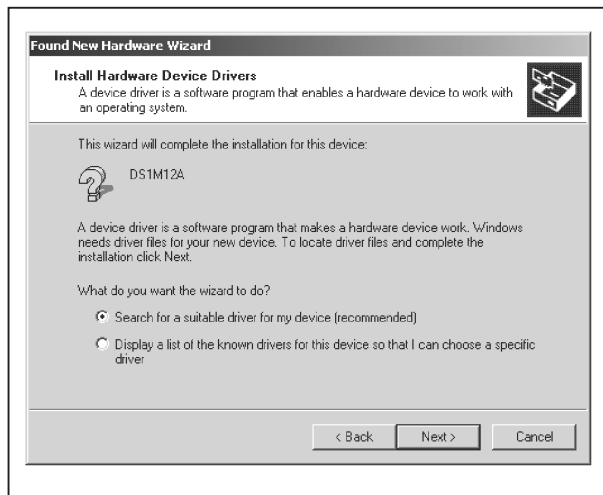 Found New Hardware Wizard
Install Hardware Device Drivers
A device driver is a software program that enables a hardware device to work with
an operating system.
This wizard will complete the installation for this device:
DS1M12A
A device driver is a software program that makes a hardware device work. Windows
needs driver files for your new device. To locate driver files and complete the
installation click Next.
What do you want the wizard to do?
Search for a suitable driver for my device (recommended)
Display a list of the known drivers for this device so that I can choose a specific
driver
< Back
Next >
Cancel